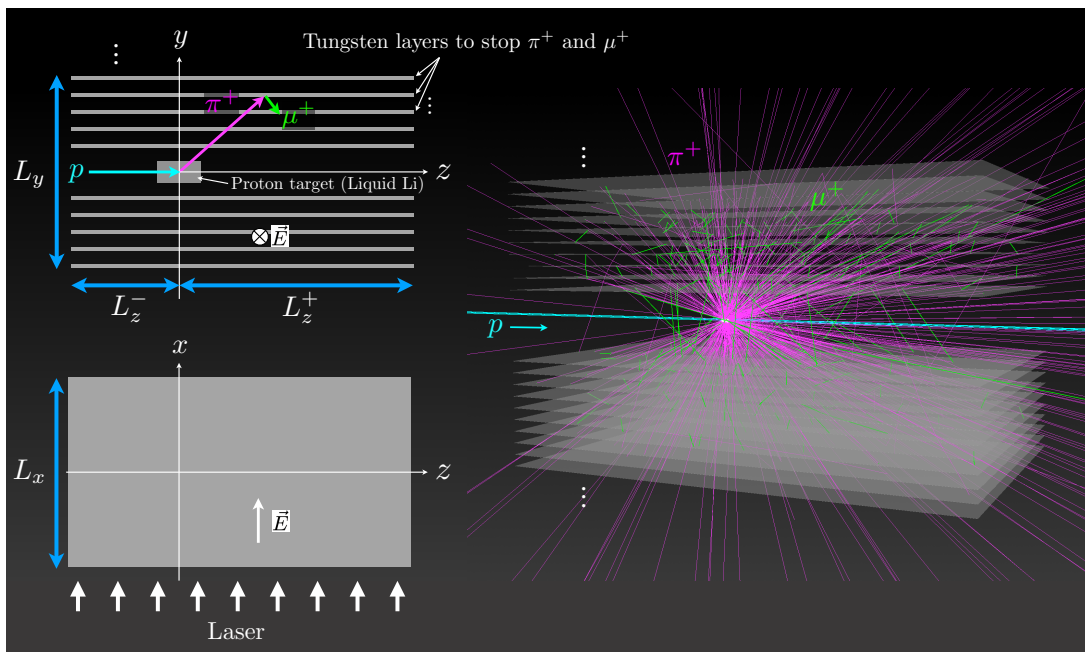 y
Tungsten layers to stop π⁺ and μ⁺
⋮
⋮
π⁺
μ⁺
L_y
p
z
Proton target (Liquid Li)
E⃗
L_z⁻
L_z⁺
x
L_x
z
E⃗
Laser
⋮
π⁺
μ⁺
p
⋮